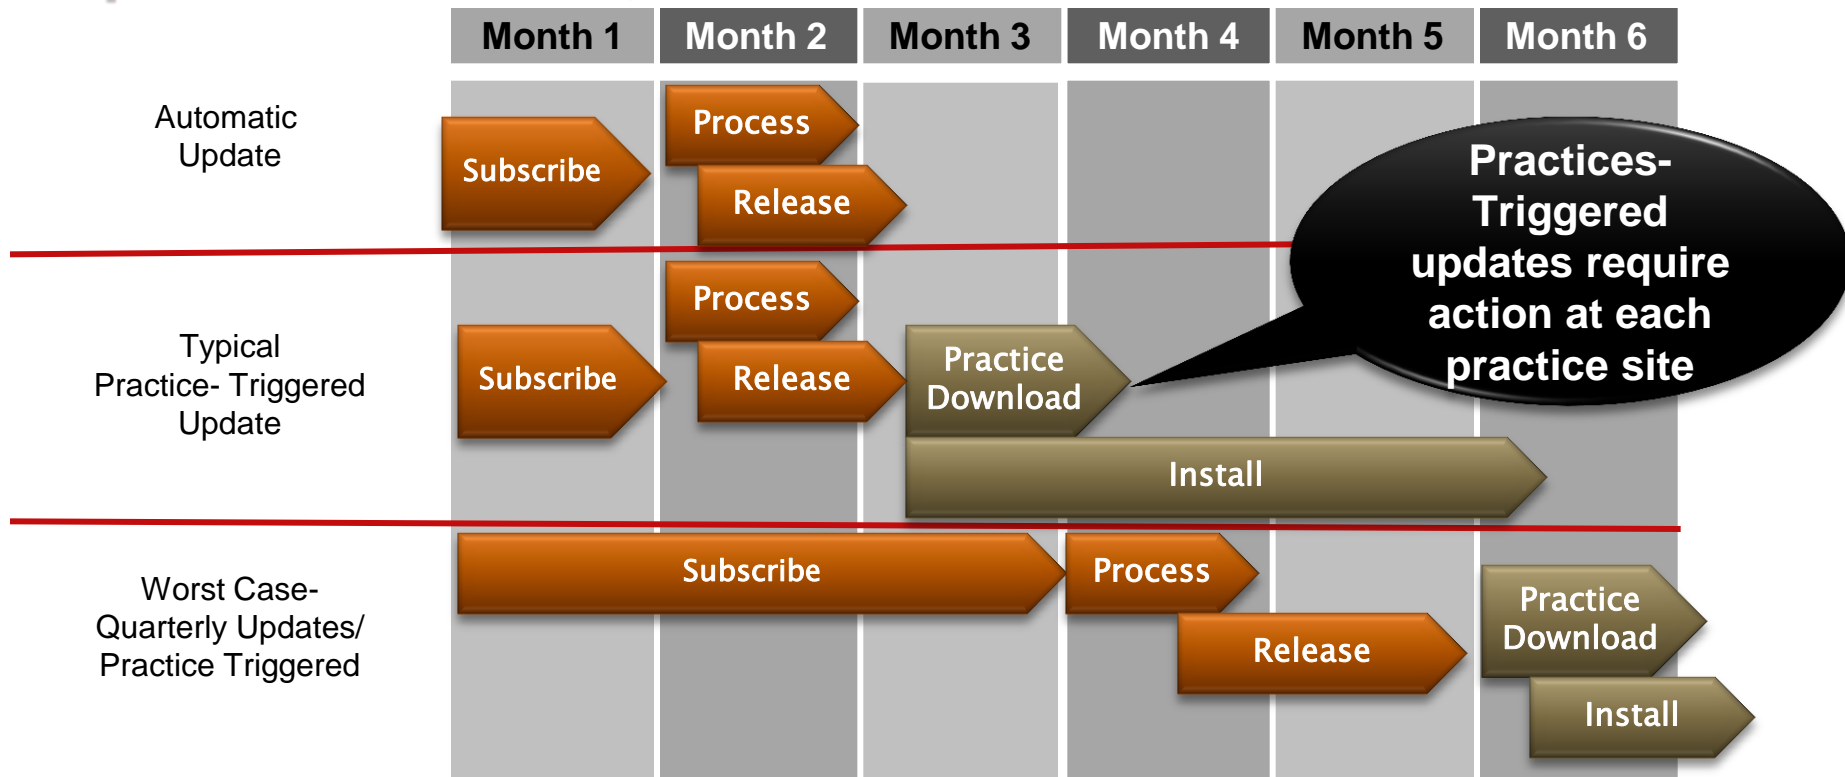 Month 1
Month 2
Month 3
Month 4
Month 5
Month 6
Automatic
Update
Subscribe
Process
Release
Practices-
Triggered
updates require
action at each
practice site
Typical
Practice- Triggered
Update
Subscribe
Process
Release
Practice
Download
Install
Worst Case-
Quarterly Updates/
Practice Triggered
Subscribe
Process
Release
Practice
Download
Install